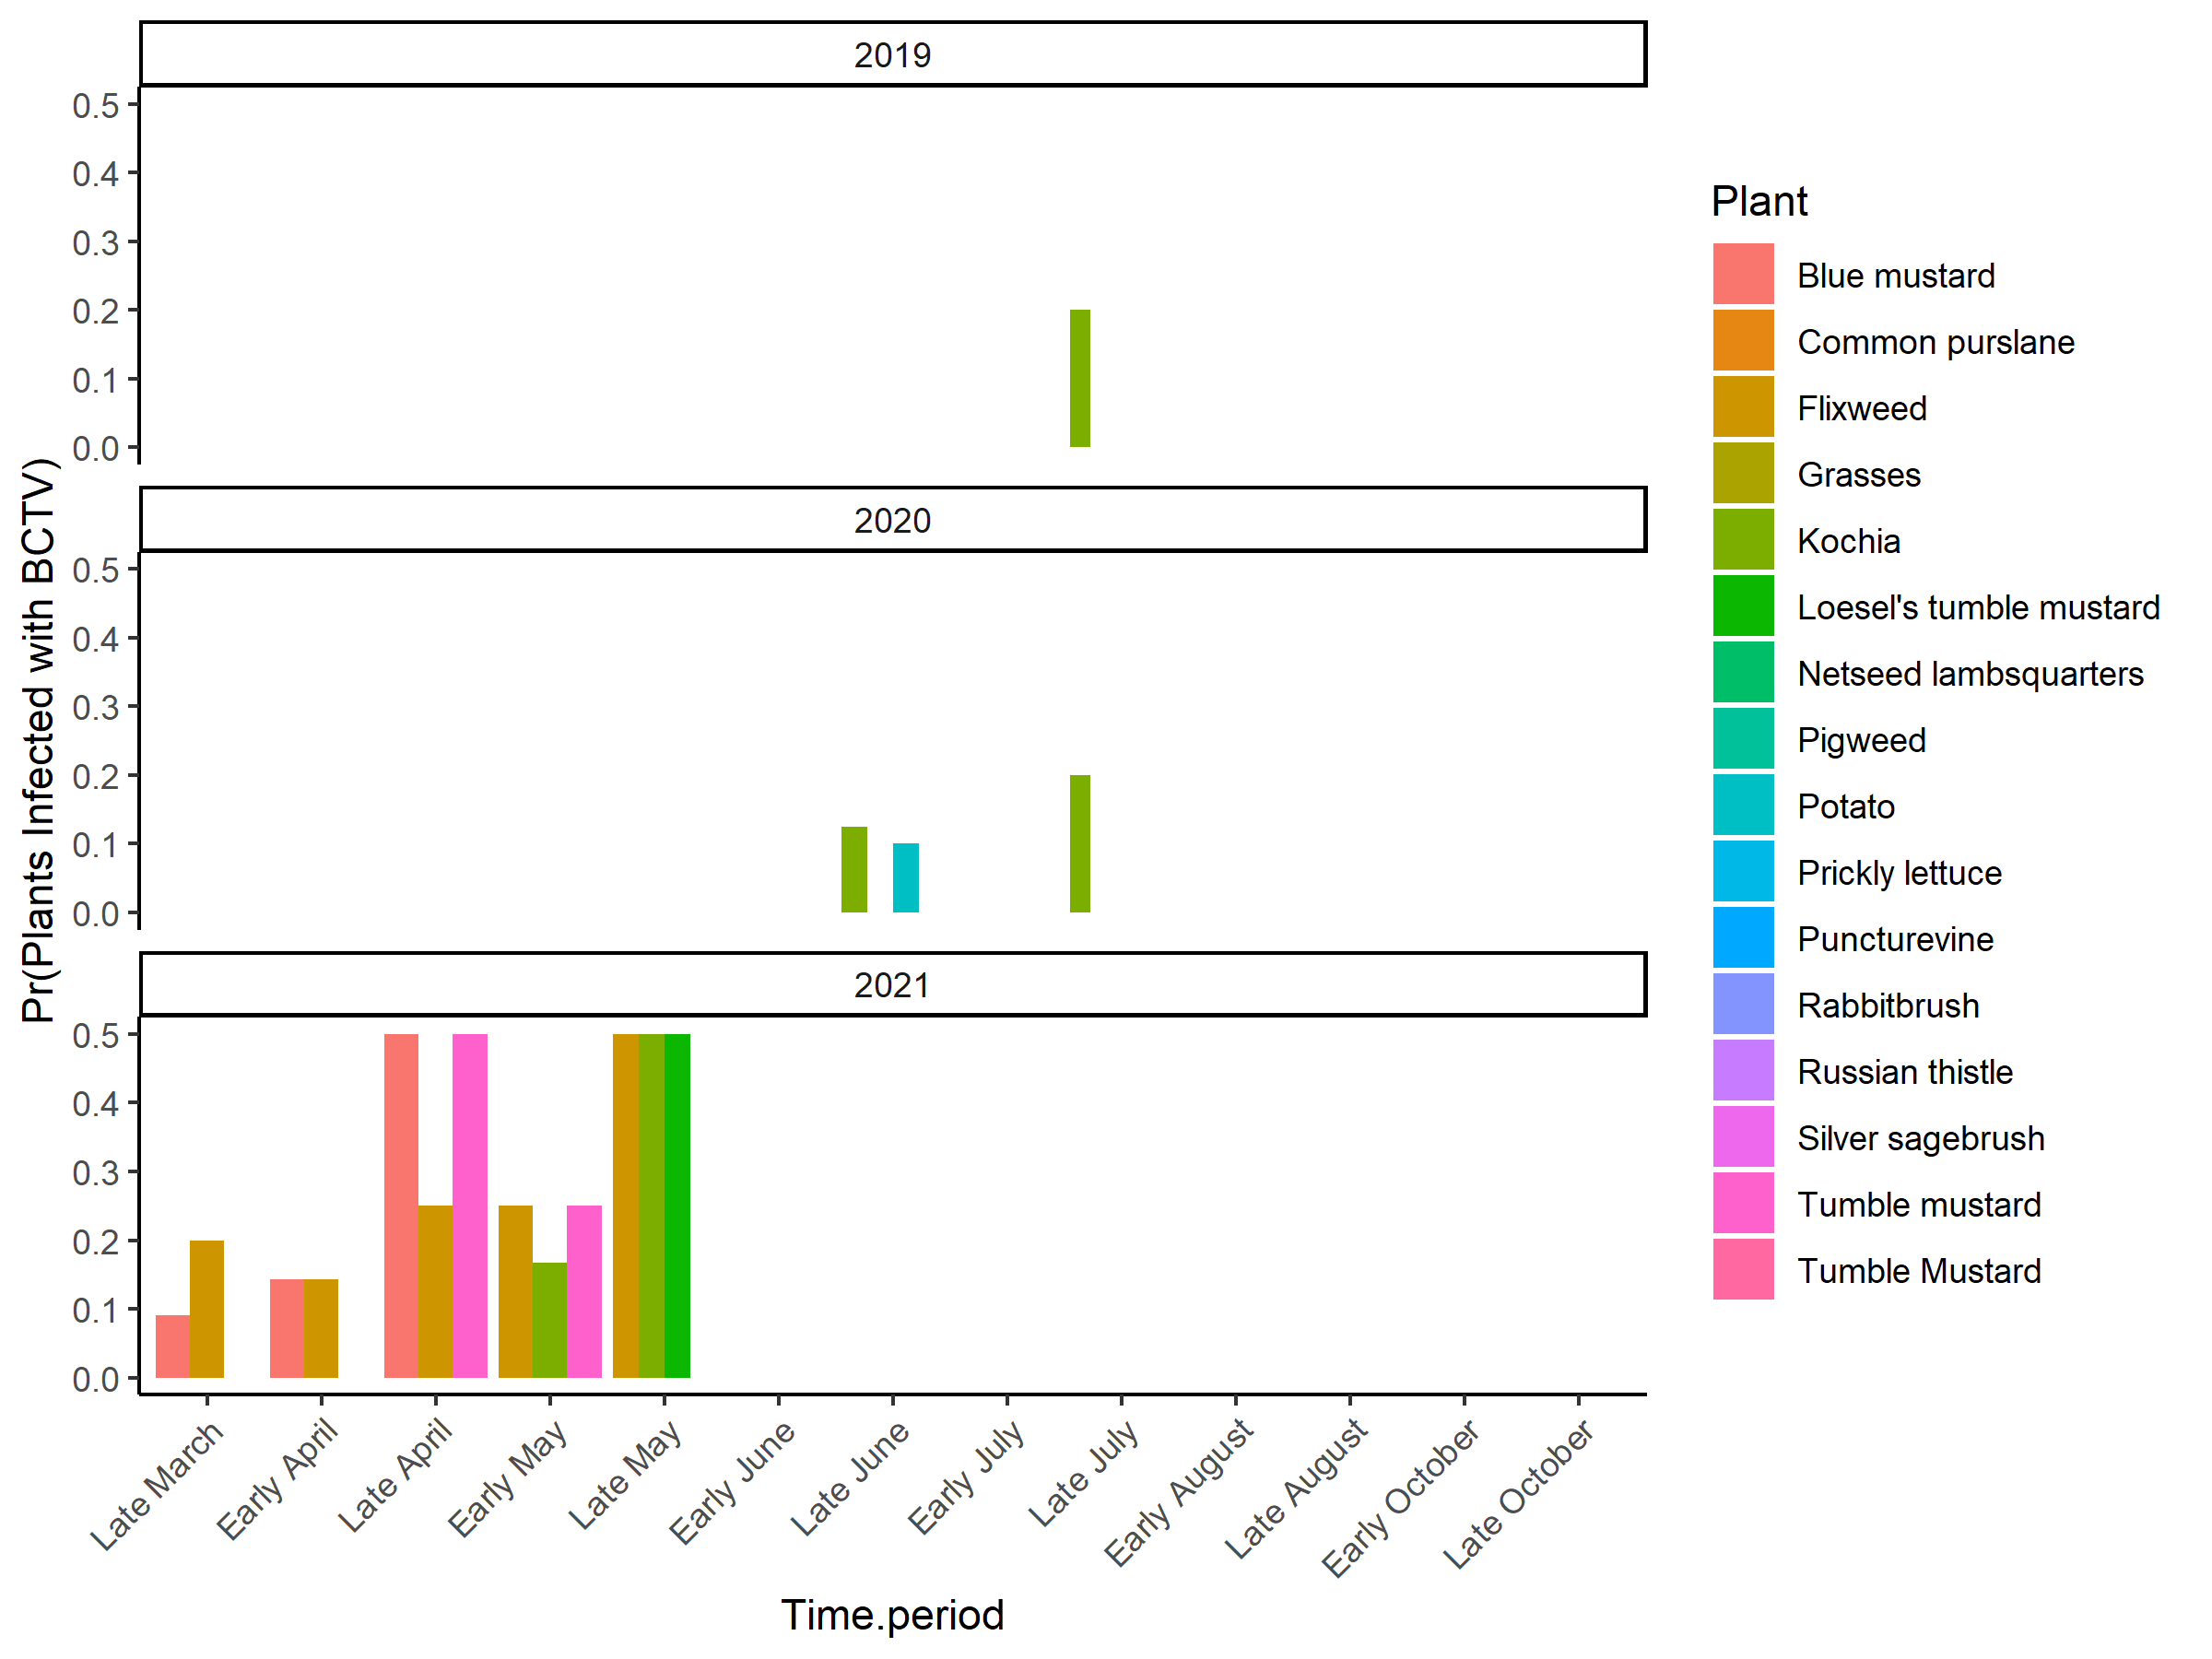 2019
0.5
0.4
0.3
0.2
0.1
0.0
2020
0.5
0.4
0.3
0.2
0.1
0.0
2021
0.5
0.4
0.3
0.2
0.1
0.0
Pr(Plants Infected with BCTV)
Late March
Early April
Late April
Early May
Late May
Early June
Late June
Early July
Late July
Early August
Late August
Early October
Late October
Time.period
Plant
Blue mustard
Common purslane
Flixweed
Grasses
Kochia
Loesel's tumble mustard
Netseed lambsquarters
Pigweed
Potato
Prickly lettuce
Puncturevine
Rabbitbrush
Russian thistle
Silver sagebrush
Tumble mustard
Tumble Mustard